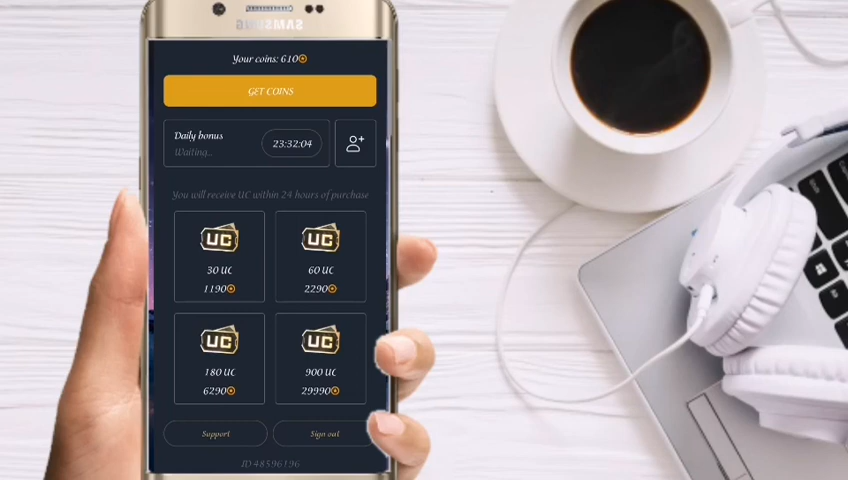 SAMSUNG
Your coins: 610
GET COINS
Daily bonus
Waiting...
23:32:04
You will receive UC within 24 hours of purchase
UC
30 UC
1190
UC
60 UC
2290
UC
180 UC
6290
UC
900 UC
29990
Support
Sign out
ID 48596196